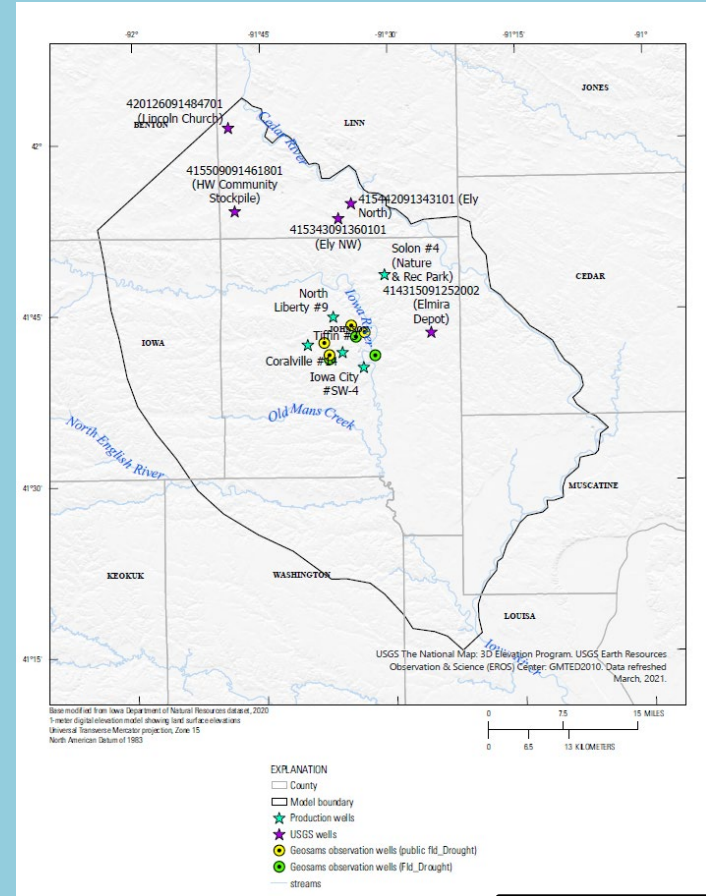 -92°
-91°45'
-91°30'
-91°15'
-91°
JONES
420126091484701
(Lincoln Church)
BENTON
LINN
Cedar River
42°
415509091461801
(HW Community
Stockpile)
415442091343101 (Ely
North)
415343091360101
(Ely NW)
Solon #4
(Nature
& Rec Park)
CEDAR
414315091252002
(Elmira
Depot)
North
Liberty #9
Iowa River
41°45'
IOWA
JOHNSON
Tiffin #
Coralville #
Iowa City
#SW-4
Old Mans Creek
North English River
41°30'
MUSCATINE
KEOKUK
WASHINGTON
LOUISA
Iowa River
41°15'
USGS The National Map: 3D Elevation Program. USGS Earth Resources
Observation & Science (EROS) Center: GMTED2010. Data refreshed
March, 2021.
Base modified from Iowa Department of Natural Resources dataset, 2020
1-meter digital elevation model showing land surface elevations
Universal Transverse Mercator projection, Zone 15
North American Datum of 1983
0 7.5 15 MILES
0 6.5 13 KILOMETERS
EXPLANATION
County
Model boundary
Production wells
USGS wells
Geosams observation wells (public fld_Drought)
Geosams observation wells (Fld_Drought)
streams